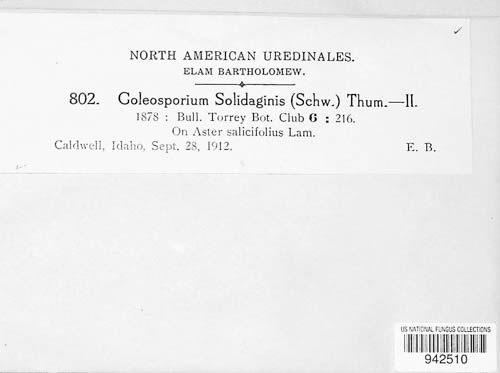 NORTH AMERICAN UREDINALES.
ELAM BARTHOLOMEW.
802. Coleosporium Solidaginis (Schw.) Thum.—II.
1878 : Bull. Torrey Bot. Club 6 : 216.
On Aster salicifolius Lam.
Caldwell, Idaho, Sept. 28, 1912. E. B.
US NATIONAL FUNGUS COLLECTIONS
942510